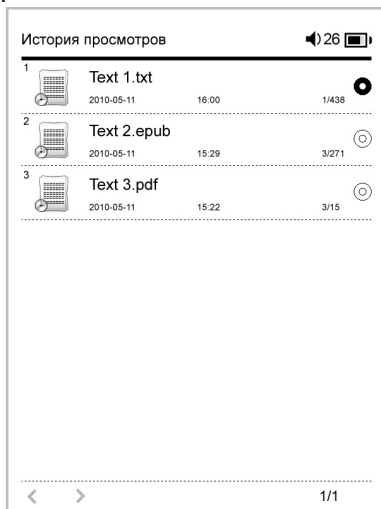 История просмотров 26
1
Text 1.txt
2010-05-11 16:00 1/438
2
Text 2.epub
2010-05-11 15:29 3/271
3
Text 3.pdf
2010-05-11 15:22 3/15
1/1